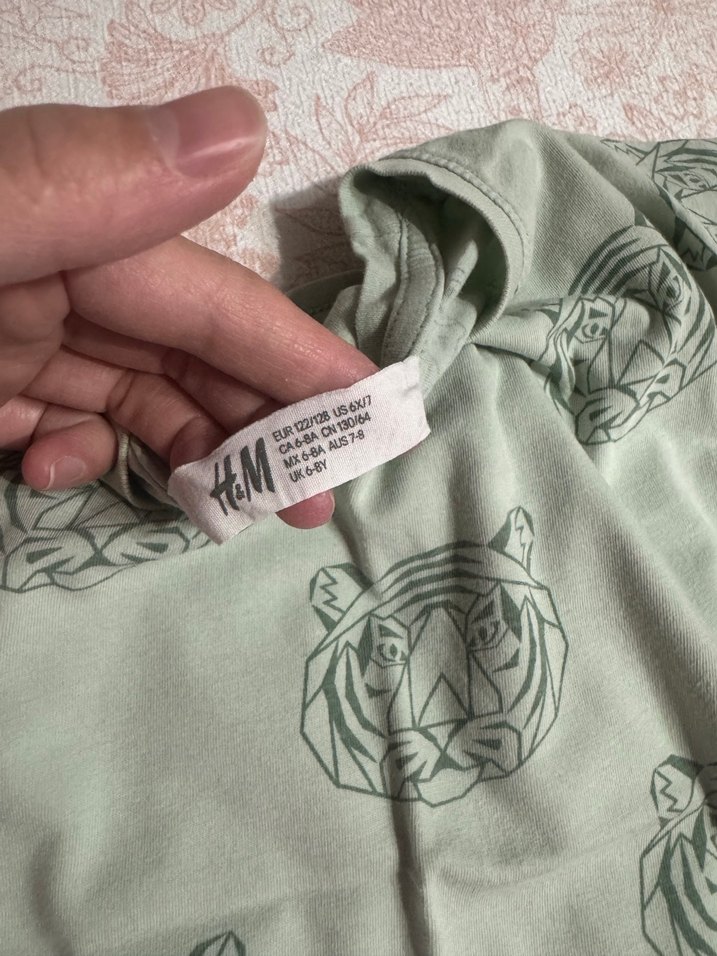 H&M
EUR 122/128 US 6X/7
CA 6-8A CN 130/64
MX 6-8A AUS 7-8
UK 6-8Y